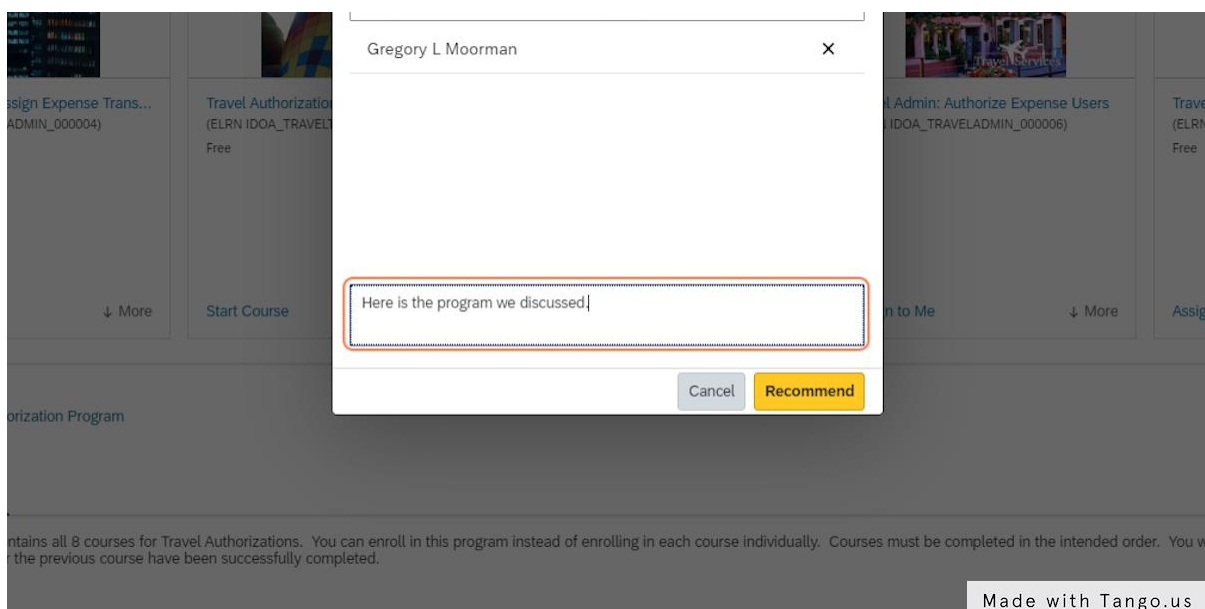 Gregory L Moorman ×
Travel Services
ssign Expense Trans...
ADMIN_000004)
↓ More
Travel Authorizatio
(ELRN IDOA_TRAVELT
Free
Start Course
l Admin: Authorize Expense Users
IDOA_TRAVELADMIN_000006)
n to Me ↓ More
Trave
(ELRN
Free
Assig
Here is the program we discussed.
Cancel Recommend
orization Program
ntains all 8 courses for Travel Authorizations. You can enroll in this program instead of enrolling in each course individually. Courses must be completed in the intended order. You w
r the previous course have been successfully completed.
Made with Tango.us